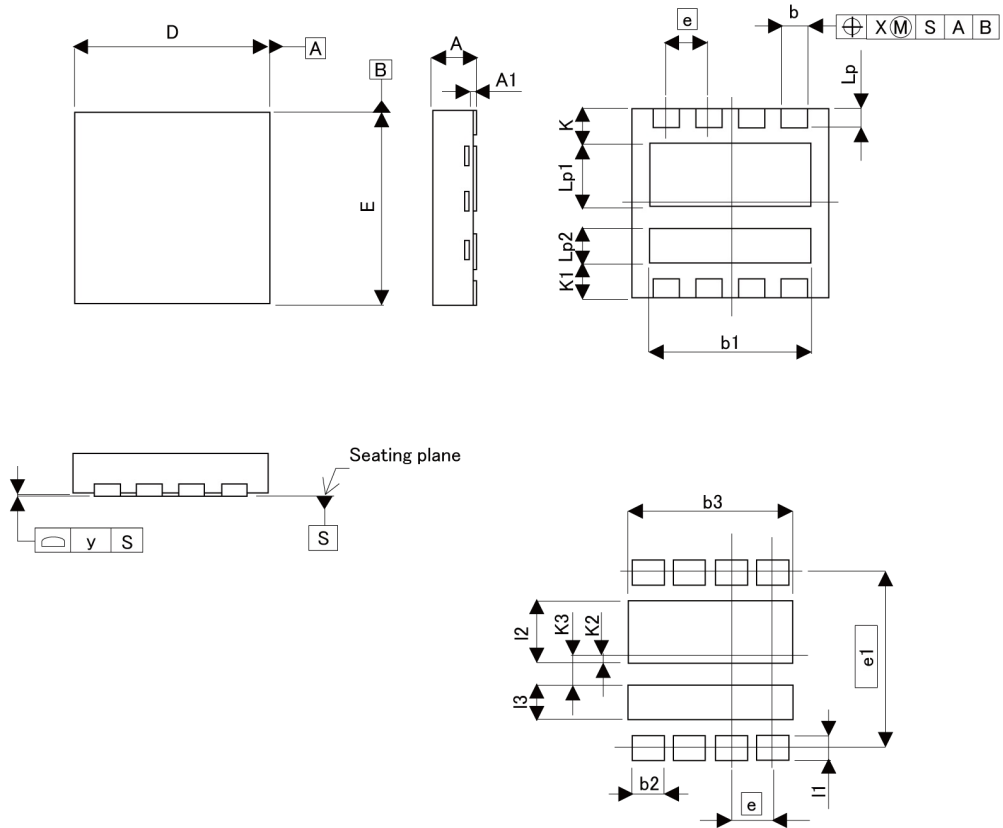 D
A
B
E
A
A1
e
b
X Ⓜ S A B
Lp
K
Lp1
Lp2
K1
b1
Seating plane
y S
S
b3
l2
K3
K2
e1
l3
b2
e
l1